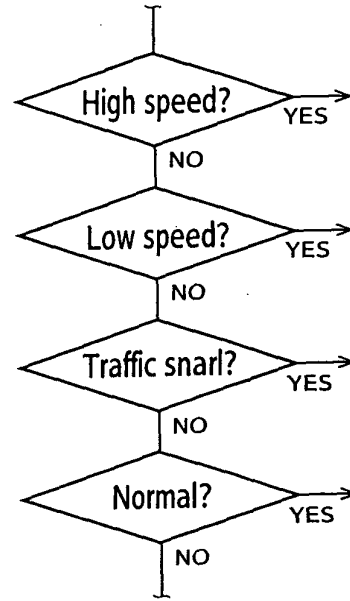 High speed?
YES
NO
Low speed?
YES
NO
Traffic snarl?
YES
NO
Normal?
YES
NO